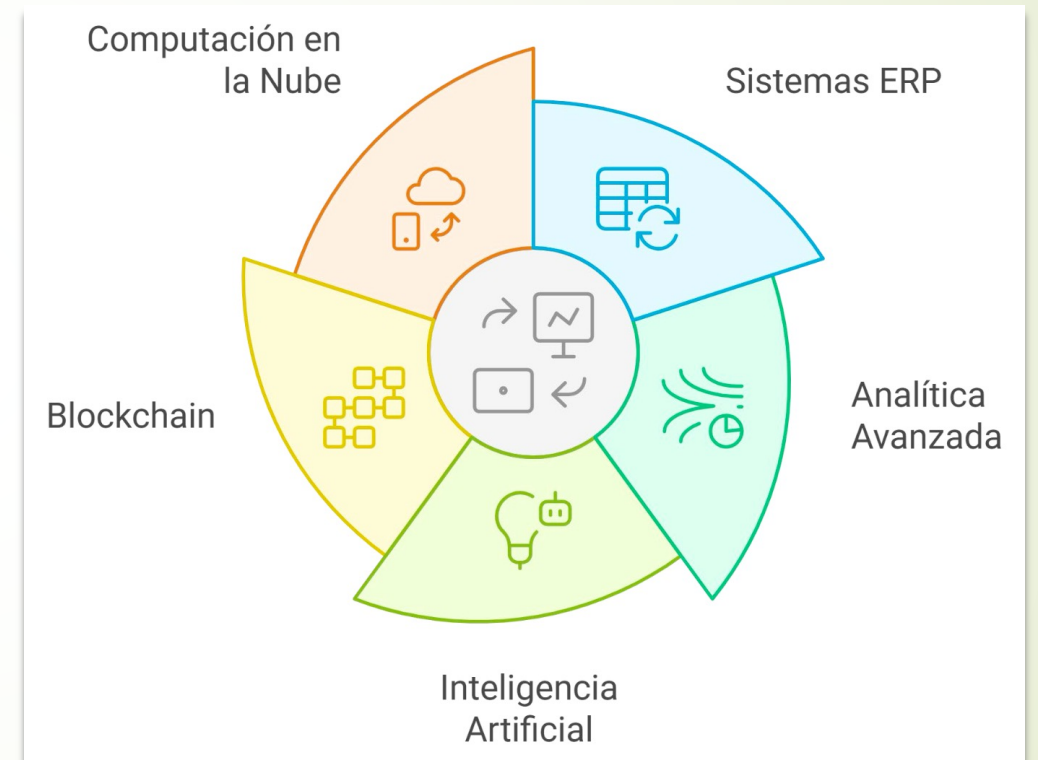 Computación en
la Nube
Sistemas ERP
Analítica
Avanzada
Blockchain
Inteligencia
Artificial